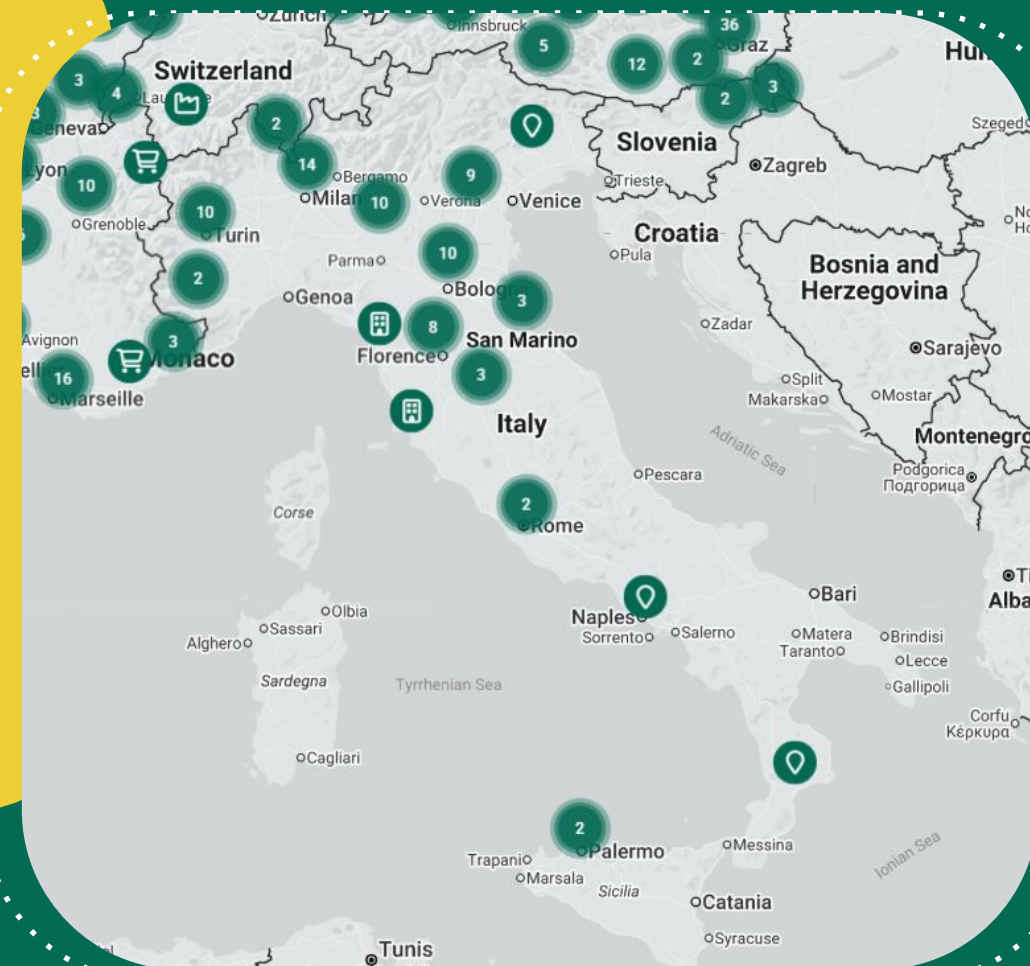 Zürich
Innsbruck
36
5
Graz
12
2
3
Switzerland
4
2
3
Geneva
2
Slovenia
Szeged
Lyon
14
Bergamo
9
Zagreb
Trieste
10
10
Milan
Verona
Venice
10
Grenoble
Turin
Croatia
Parma
10
Pula
Bosnia and
Herzegovina
2
Genoa
Bologna
3
8
San Marino
Zadar
Avignon
3
Florence
Sarajevo
Monaco
16
3
Split
Marseille
Makarska
Mostar
Italy
Montenegro
Adriatic Sea
Podgorica
Подгорица
Pescara
2
Corse
Rome
Bari
Olbia
Naples
Sassari
Sorrento
Salerno
Matera
Brindisi
Alghero
Taranto
Lecce
Sardegna
Tyrrhenian Sea
Gallipoli
Corfu
Κέρκυρα
Cagliari
2
Palermo
Messina
Trapani
Ionian Sea
Marsala
Sicilia
Catania
Syracuse
Tunis